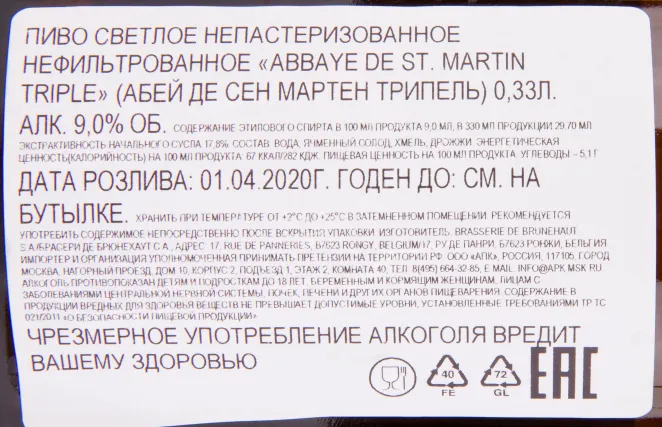 ПИВО СВЕТЛОЕ НЕПАСТЕРИЗОВАННОЕ
НЕФИЛЬТРОВАННОЕ «ABBAYE DE ST. MARTIN
TRIPLE» (АБЕЙ ДЕ СЕН МАРТЕН ТРИПЕЛЬ) 0,33Л.
АЛК. 9,0% ОБ. СОДЕРЖАНИЕ ЭТИЛОВОГО СПИРТА В 100 МЛ ПРОДУКТА 9,0 МЛ, В 330 МЛ ПРОДУКЦИИ 29,70 МЛ
ЭКСТРАКТИВНОСТЬ НАЧАЛЬНОГО СУСЛА 17,8% СОСТАВ: ВОДА, ЯЧМЕННЫЙ СОЛОД, ХМЕЛЬ, ДРОЖЖИ. ЭНЕРГЕТИЧЕСКАЯ
ЦЕННОСТЬ(КАЛОРИЙНОСТЬ) НА 100 МЛ ПРОДУКТА: 67 ККАЛ/282 КДЖ. ПИЩЕВАЯ ЦЕННОСТЬ НА 100 МЛ ПРОДУКТА: УГЛЕВОДЫ – 5,1 Г
ДАТА РОЗЛИВА: 01.04.2020Г. ГОДЕН ДО: СМ. НА
БУТЫЛКЕ. ХРАНИТЬ ПРИ ТЕМПЕРАТУРЕ ОТ +2°С ДО +25°С В ЗАТЕМНЕННОМ ПОМЕЩЕНИИ. РЕКОМЕНДУЕТСЯ
УПОТРЕБИТЬ СОДЕРЖИМОЕ НЕПОСРЕДСТВЕННО ПОСЛЕ ВСКРЫТИЯ УПАКОВКИ. ИЗГОТОВИТЕЛЬ: BRASSERIE DE BRUNEHAUT
S.A./БРАСЕРИ ДЕ БРЮНЕХАУТ С.А., АДРЕС: 17, RUE DE PANNERIES, B7623 RONGY, BELGIUM/17, РУ ДЕ ПАНРИ, Б7623 РОНЖИ, БЕЛЬГИЯ
ИМПОРТЕР И ОРГАНИЗАЦИЯ УПОЛНОМОЧЕННАЯ ПРИНИМАТЬ ПРЕТЕНЗИИ НА ТЕРРИТОРИИ РФ: ООО «АПК», РОССИЯ, 117105, ГОРОД
МОСКВА, НАГОРНЫЙ ПРОЕЗД, ДОМ 10, КОРПУС 2, ПОДЪЕЗД 1, ЭТАЖ 2, КОМНАТА 40, ТЕЛ. 8(495) 664-32-85, E.MAIL: INFO@APK.MSK.RU
АЛКОГОЛЬ ПРОТИВОПОКАЗАН ДЕТЯМ И ПОДРОСТКАМ ДО 18 ЛЕТ, БЕРЕМЕННЫМ И КОРМЯЩИМ ЖЕНЩИНАМ, ЛИЦАМ С
ЗАБОЛЕВАНИЯМИ ЦЕНТРАЛЬНОЙ НЕРВНОЙ СИСТЕМЫ, ПОЧЕК, ПЕЧЕНИ И ДРУГИХ ОРГАНОВ ПИЩЕВАРЕНИЯ. СОДЕРЖАНИЕ В
ПРОДУКЦИИ ВРЕДНЫХ ДЛЯ ЗДОРОВЬЯ ВЕЩЕСТВ НЕ ПРЕВЫШАЕТ ДОПУСТИМЫЕ УРОВНИ, УСТАНОВЛЕННЫЕ ТРЕБОВАНИЯМИ ТР ТС
021/2011 «О БЕЗОПАСНОСТИ ПИЩЕВОЙ ПРОДУКЦИИ»
ЧРЕЗМЕРНОЕ УПОТРЕБЛЕНИЕ АЛКОГОЛЯ ВРЕДИТ
ВАШЕМУ ЗДОРОВЬЮ
40
FE
72
GL
EAC